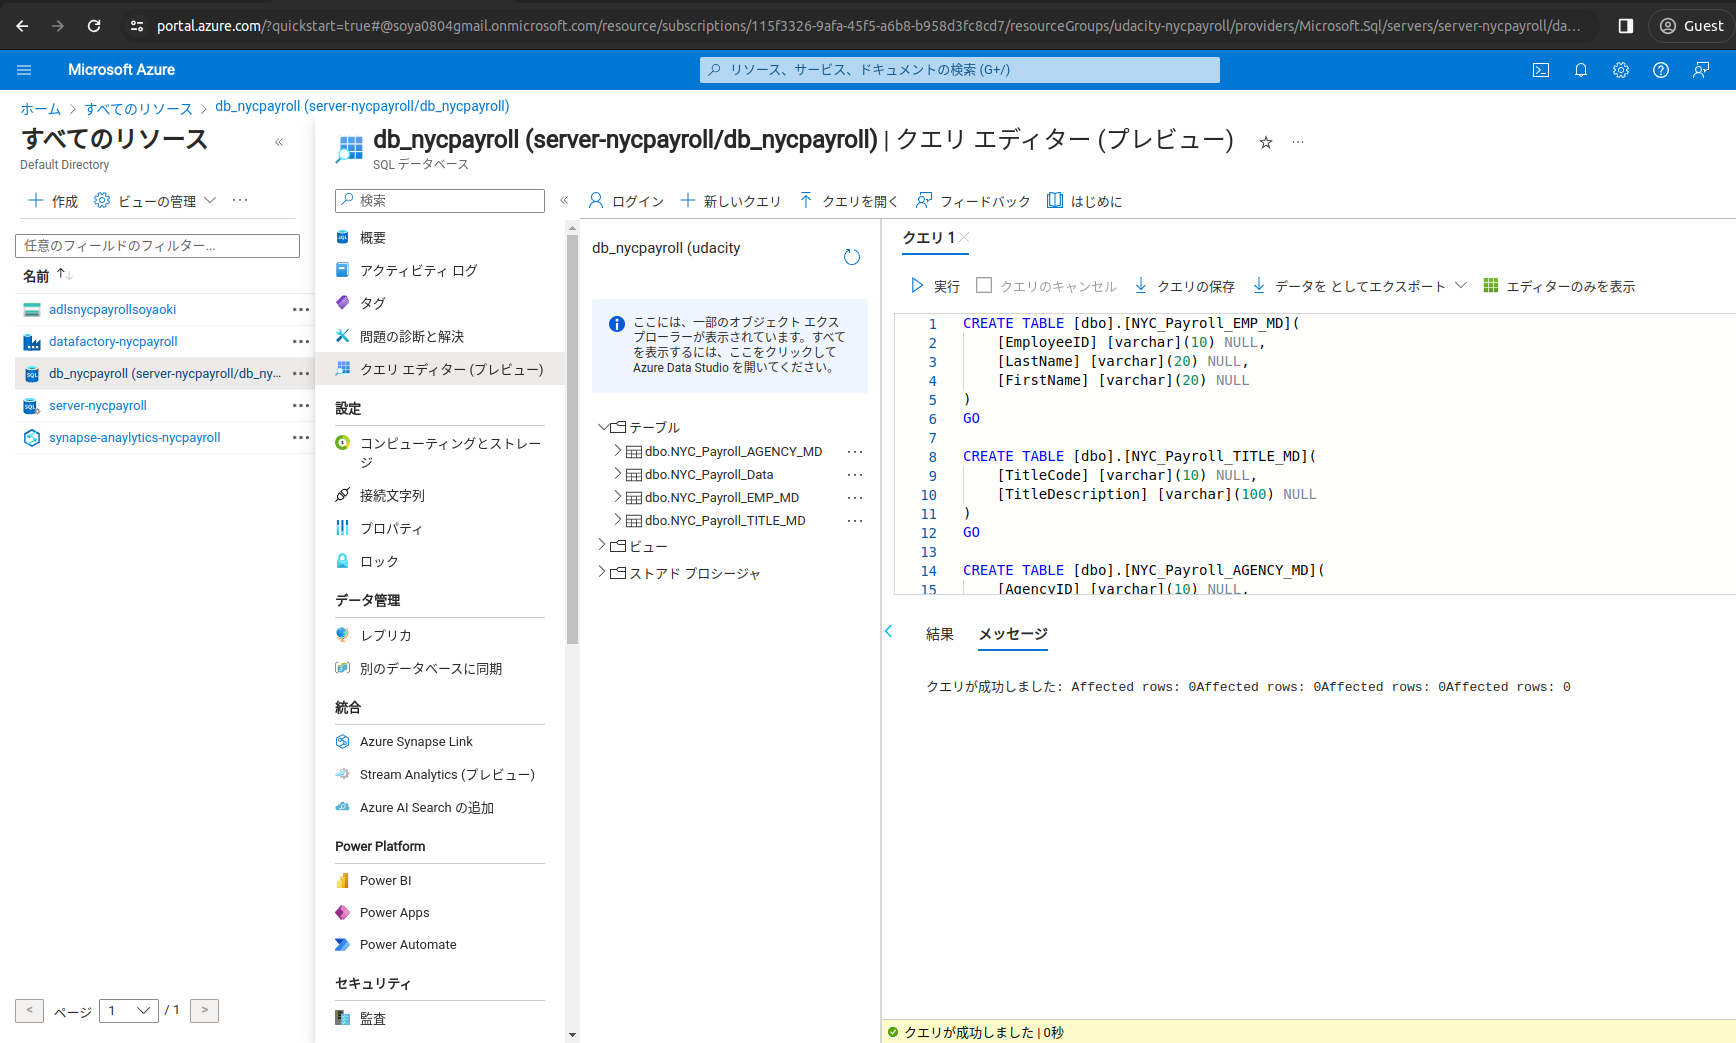 portal.azure.com/?quickstart=true#@soya0804gmail.onmicrosoft.com/resource/subscriptions/115f3326-9afa-45f5-a6b8-b958d3fc8cd7/resourceGroups/udacity-nycpayroll/providers/Microsoft.Sql/servers/server-nycpayroll/da...
Guest
Microsoft Azure
リソース、サービス、ドキュメントの検索 (G+/)
ホーム > すべてのリソース > db_nycpayroll (server-nycpayroll/db_nycpayroll)
すべてのリソース
Default Directory
作成
ビューの管理
任意のフィールドのフィルター...
名前
adlsnycpayrollsoyaoki
datafactory-nycpayroll
db_nycpayroll (server-nycpayroll/db_ny...
server-nycpayroll
synapse-anaylytics-nycpayroll
< ページ 1 / 1 >
db_nycpayroll (server-nycpayroll/db_nycpayroll) | クエリ エディター (プレビュー)
SQL データベース
検索
概要
アクティビティ ログ
タグ
問題の診断と解決
クエリ エディター (プレビュー)
設定
コンピューティングとストレー
ジ
接続文字列
プロパティ
ロック
データ管理
レプリカ
別のデータベースに同期
統合
Azure Synapse Link
Stream Analytics (プレビュー)
Azure AI Search の追加
Power Platform
Power BI
Power Apps
Power Automate
セキュリティ
監査
ログイン
新しいクエリ
クエリを開く
フィードバック
はじめに
db_nycpayroll (udacity
ここには、一部のオブジェクト エクス
プローラーが表示されています。すべて
を表示するには、ここをクリックして
Azure Data Studio を開いてください。
テーブル
dbo.NYC_Payroll_AGENCY_MD
dbo.NYC_Payroll_Data
dbo.NYC_Payroll_EMP_MD
dbo.NYC_Payroll_TITLE_MD
ビュー
ストアド プロシージャ
クエリ 1
実行
クエリのキャンセル
クエリの保存
データを としてエクスポート
エディターのみを表示
1 CREATE TABLE [dbo].[NYC_Payroll_EMP_MD](
2 [EmployeeID] [varchar](10) NULL,
3 [LastName] [varchar](20) NULL,
4 [FirstName] [varchar](20) NULL
5 )
6 GO
7
8 CREATE TABLE [dbo].[NYC_Payroll_TITLE_MD](
9 [TitleCode] [varchar](10) NULL,
10 [TitleDescription] [varchar](100) NULL
11 )
12 GO
13
14 CREATE TABLE [dbo].[NYC_Payroll_AGENCY_MD](
15 [AgencyID] [varchar](10) NULL,
結果
メッセージ
クエリが成功しました: Affected rows: 0Affected rows: 0Affected rows: 0Affected rows: 0
クエリが成功しました | 0秒